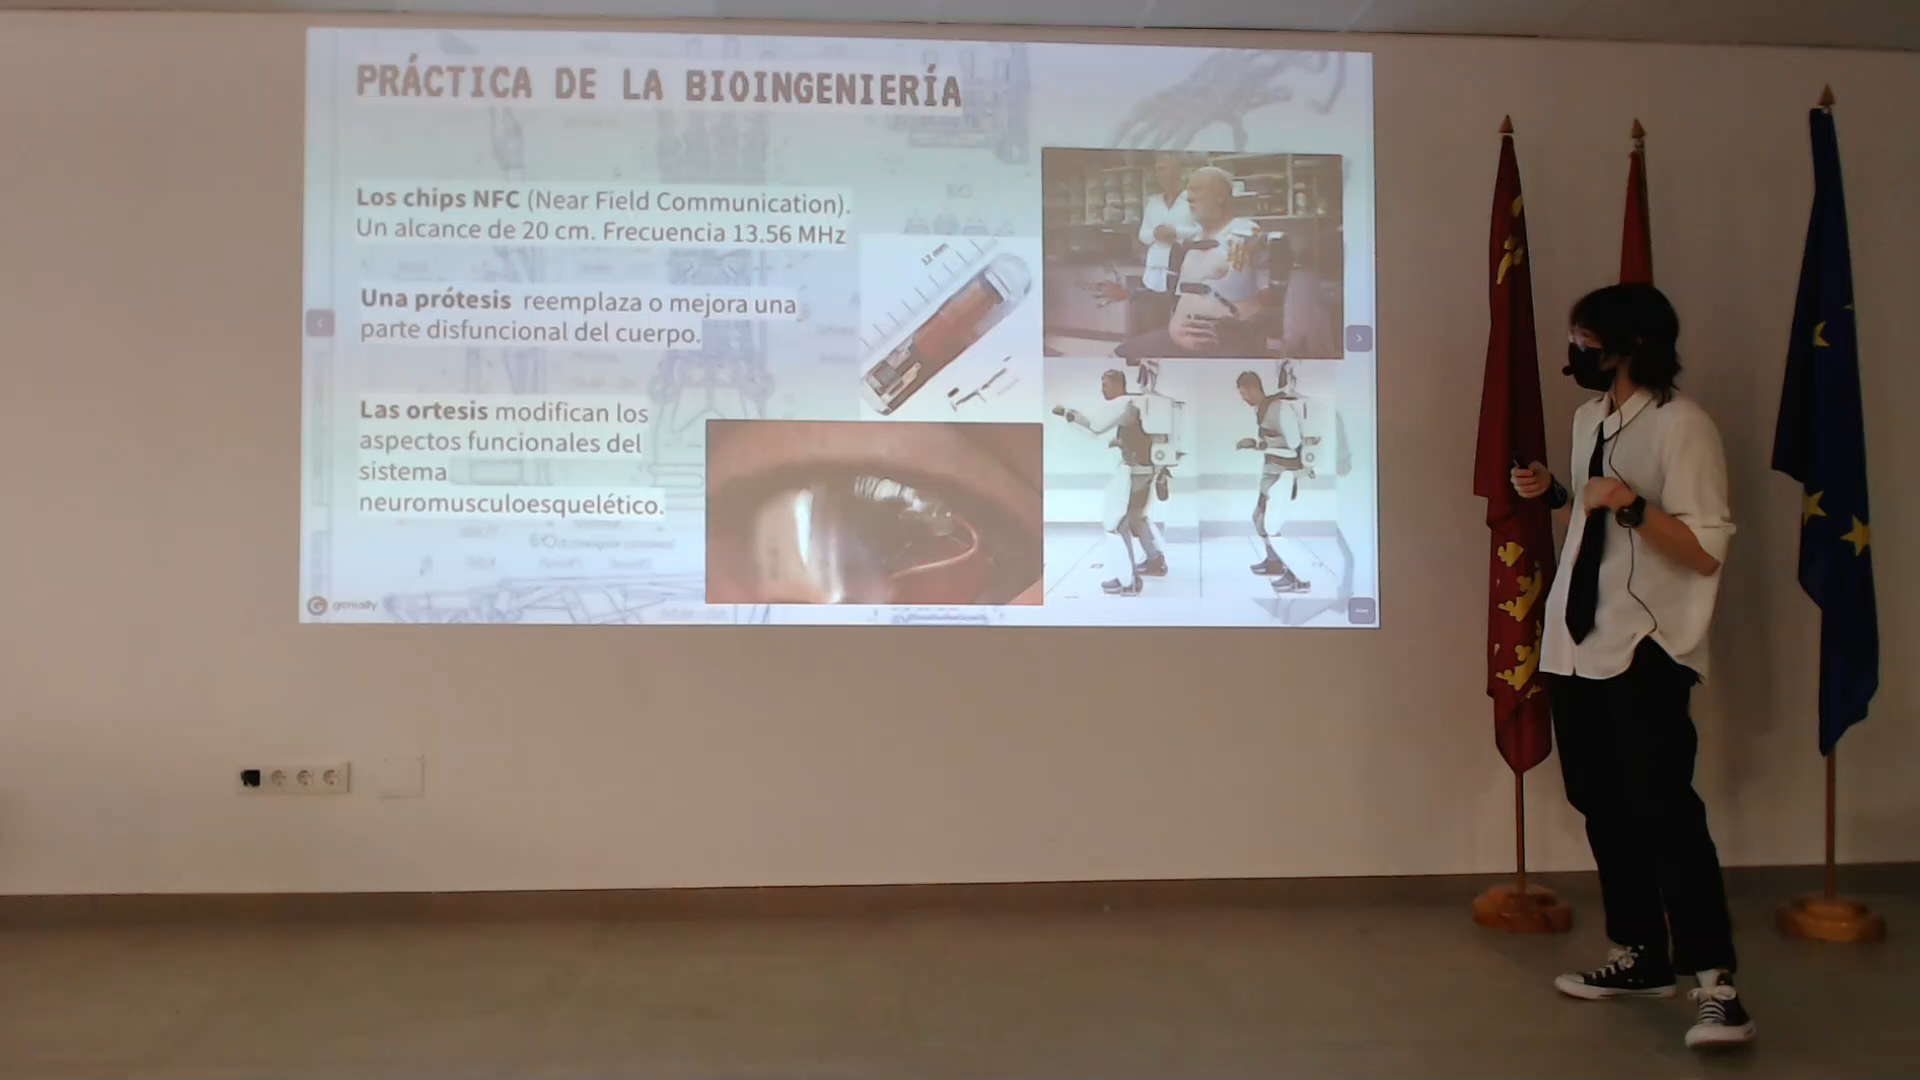 PRÁCTICA DE LA BIOINGENIERÍA
Los chips NFC (Near Field Communication).
Un alcance de 20 cm. Frecuencia 13.56 MHz
12 mm
Una prótesis reemplaza o mejora una
parte disfuncional del cuerpo.
Las ortesis modifican los
aspectos funcionales del
sistema
neuromusculoesquelético.
genially